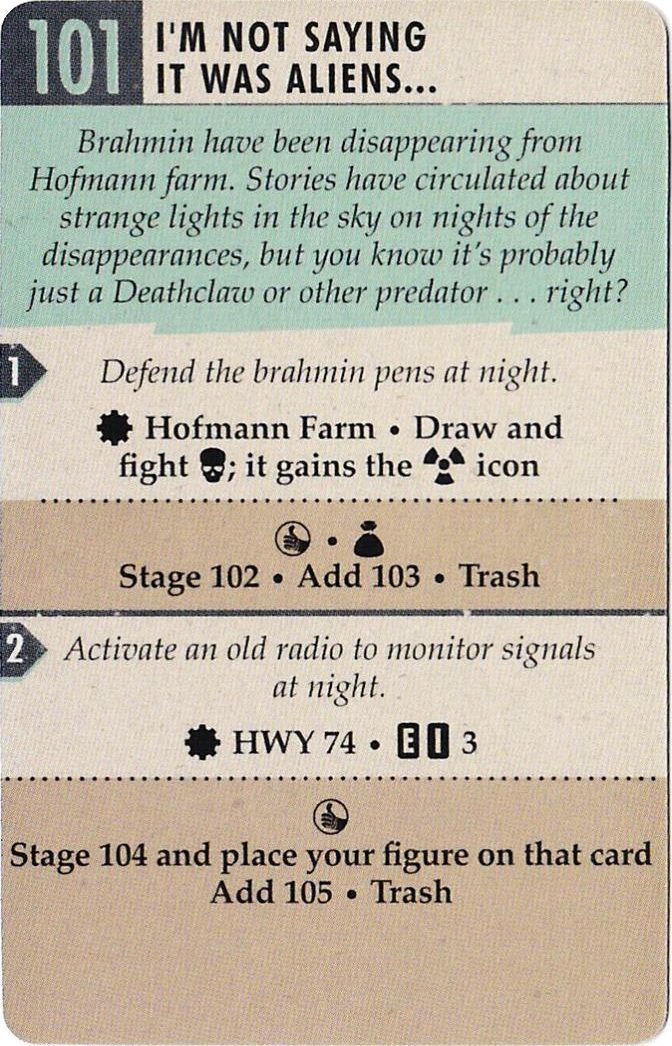 101
I'M NOT SAYING
IT WAS ALIENS...
Brahmin have been disappearing from
Hofmann farm. Stories have circulated about
strange lights in the sky on nights of the
disappearances, but you know it's probably
just a Deathclaw or other predator . . . right?
1
Defend the brahmin pens at night.
Hofmann Farm • Draw and
fight ; it gains the icon
•
Stage 102 • Add 103 • Trash
2
Activate an old radio to monitor signals
at night.
HWY 74 • E I 3
Stage 104 and place your figure on that card
Add 105 • Trash